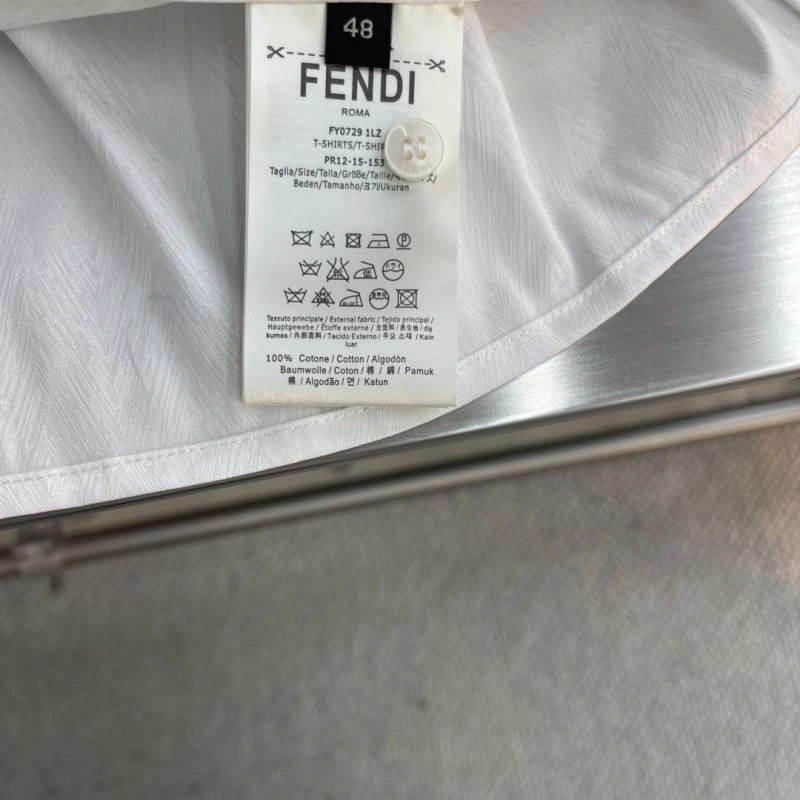 48
FENDI
ROMA
FY0729 1LZ
T-SHIRTS/T-SHIR
PR12-15-153
Taglia/Size/Talla/Größe/Taille/
Beden/Tamanho/크기/Ukuran
Tessuto principale / External fabric / Tejido principal /
Hauptgewebe / Étoffe externe / 主面料 / 表生地 / dış
kumas / 外部面料 / Tecido Externo / 주요 소재 / Kain
luar
100% Cotone / Cotton / Algodón
Baumwolle / Coton / 棉 / 綿 / Pamuk
棉 / Algodão / 면 / Katun
FENDI